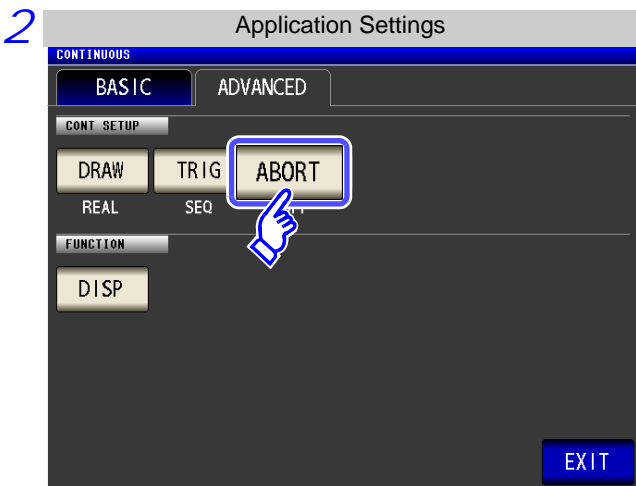 2
Application Settings
CONTINUOUS
BASIC ADVANCED
CONT SETUP
DRAW TRIG ABORT
REAL SEQ
FUNCTION
DISP
EXIT